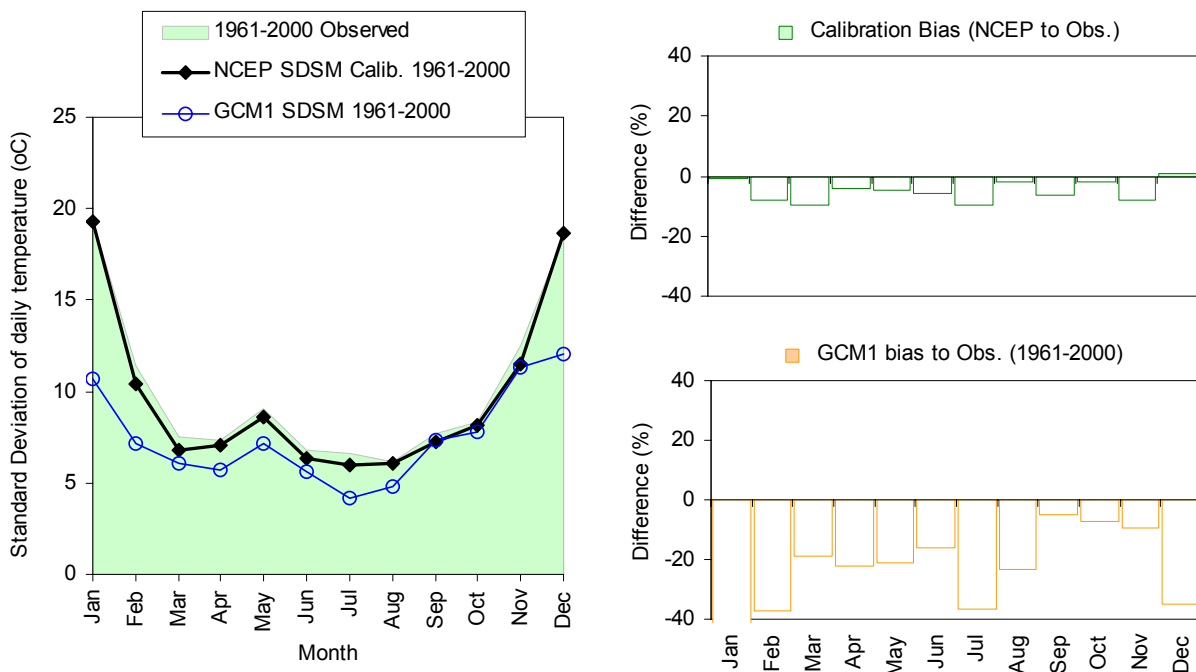 1961-2000 Observed
NCEP SDSM Calib. 1961-2000
GCM1 SDSM 1961-2000
Standard Deviation of daily temperature (oC)
25
20
15
10
5
0
Jan
Feb
Mar
Apr
May
Jun
Jul
Aug
Sep
Oct
Nov
Dec
Month
Calibration Bias (NCEP to Obs.)
Difference (%)
40
20
0
-20
-40
GCM1 bias to Obs. (1961-2000)
Difference (%)
40
20
0
-20
-40
Jan
Feb
Mar
Apr
May
Jun
Jul
Aug
Sep
Oct
Nov
Dec